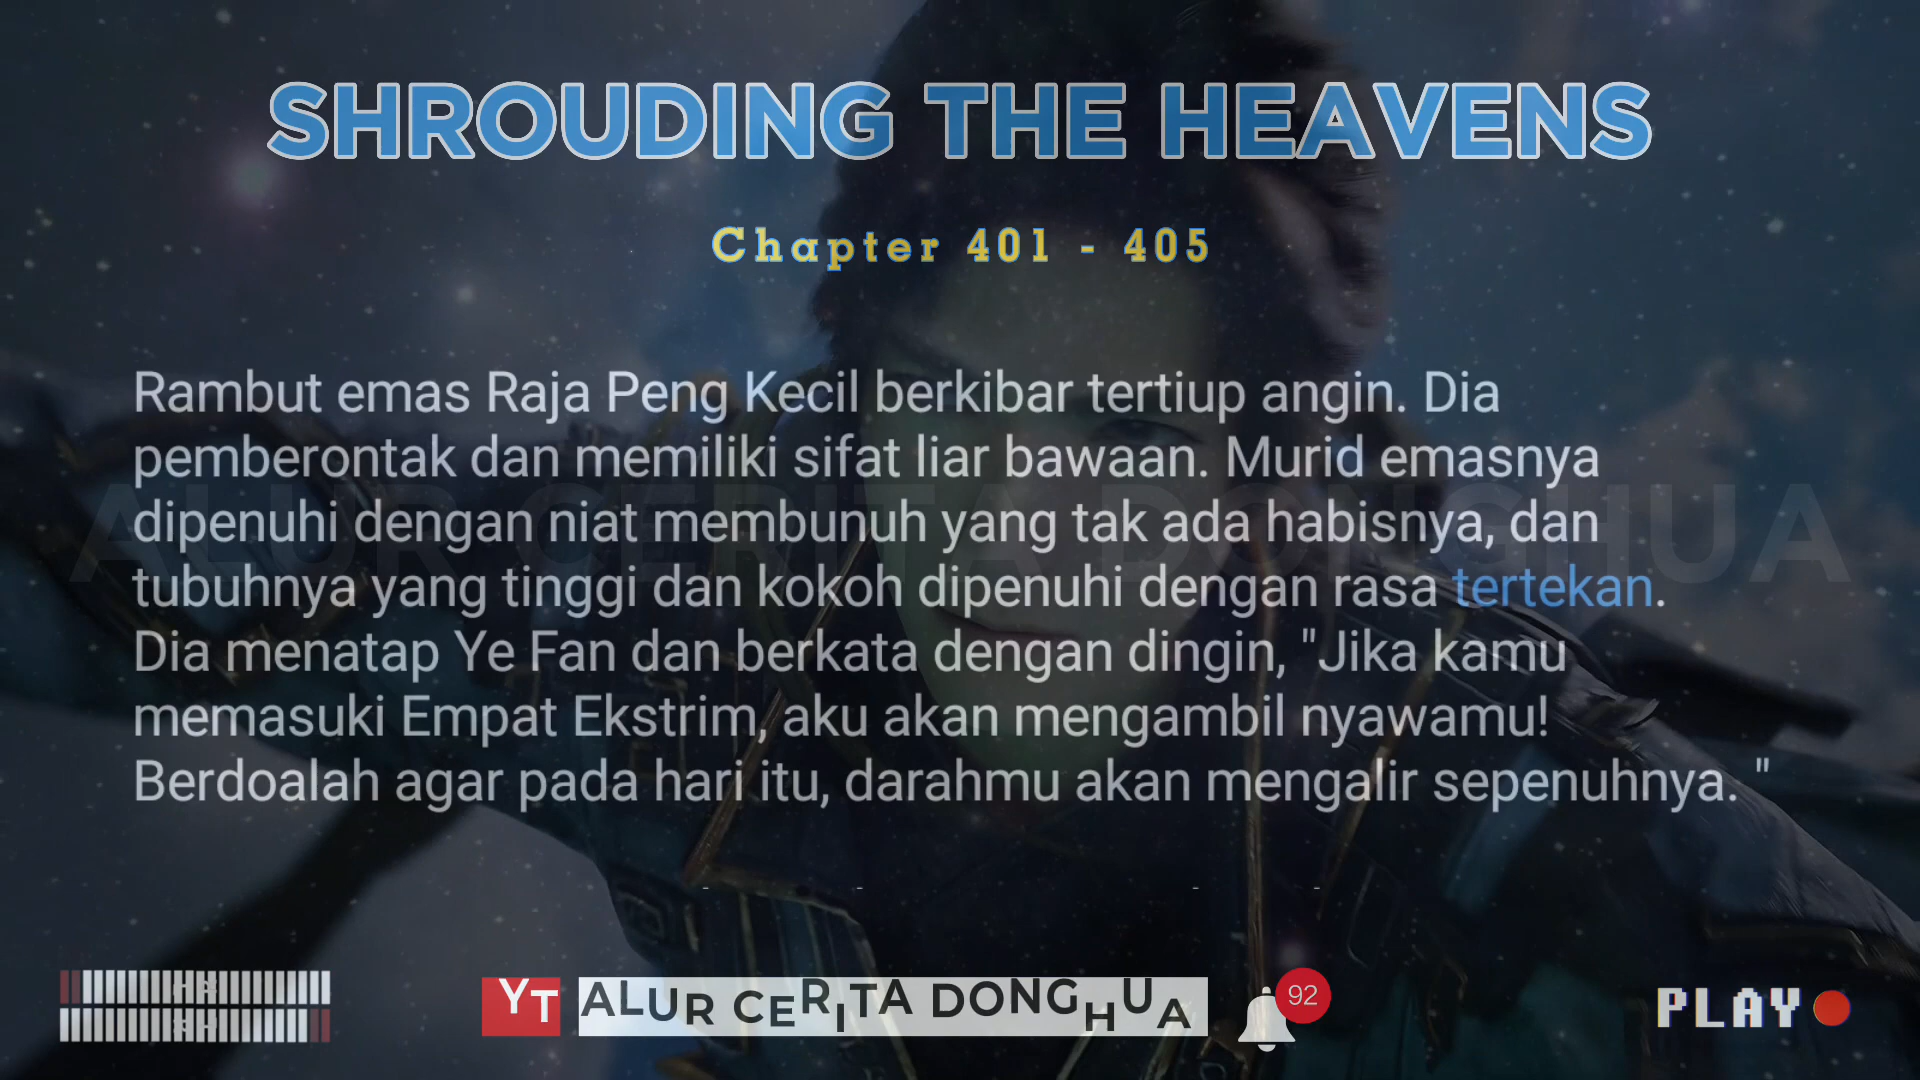 SHROUDING THE HEAVENS
Chapter 401 - 405
Rambut emas Raja Peng Kecil berkibar tertiup angin. Dia
pemberontak dan memiliki sifat liar bawaan. Murid emasnya
dipenuhi dengan niat membunuh yang tak ada habisnya, dan
tubuhnya yang tinggi dan kokoh dipenuhi dengan rasa tertekan.
Dia menatap Ye Fan dan berkata dengan dingin, "Jika kamu
memasuki Empat Ekstrim, aku akan mengambil nyawamu!
Berdoalah agar pada hari itu, darahmu akan mengalir sepenuhnya. "
ALUR CERITA DONGHUA
YT ALUR CERITA DONGHUA
92
PLAY